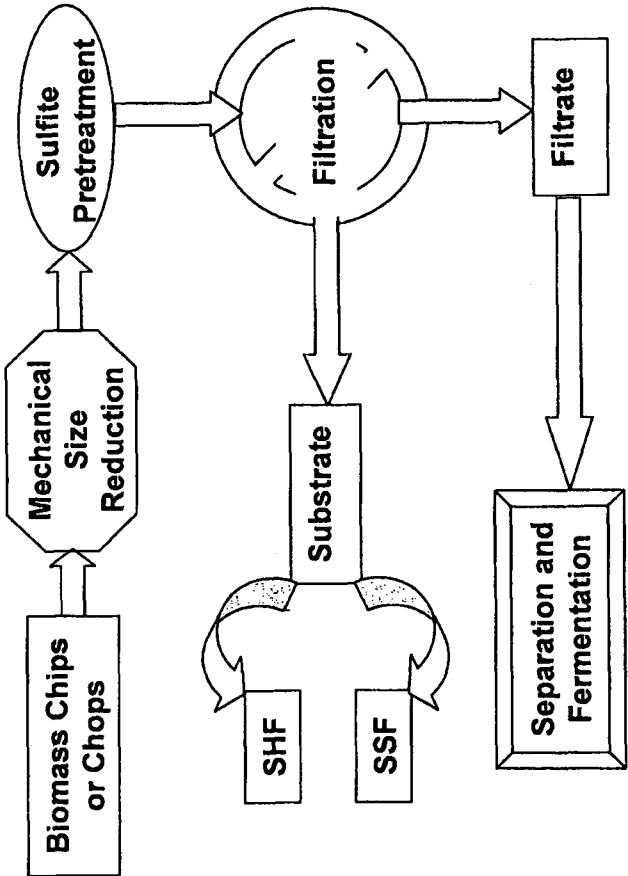 Biomass Chips
or Chops
Mechanical
Size
Reduction
Sulfite
Pretreatment
Filtration
Substrate
SHF
SSF
Filtrate
Separation and
Fermentation